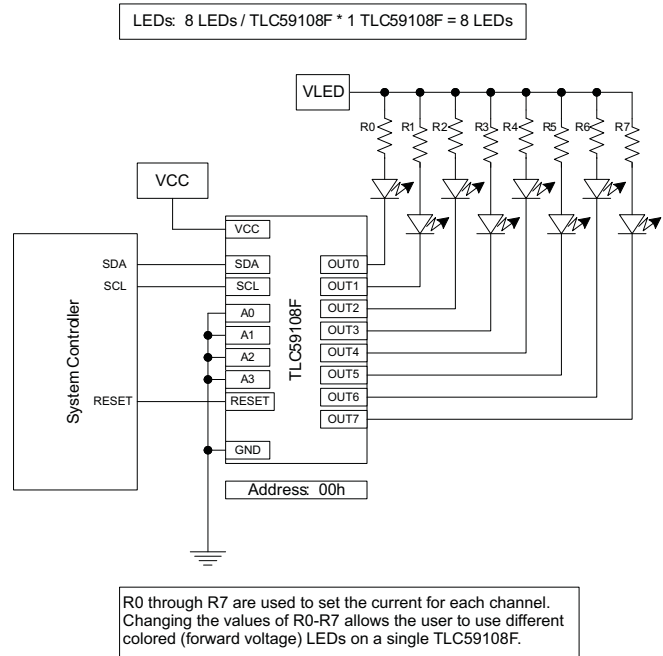 LEDs: 8 LEDs / TLC59108F * 1 TLC59108F = 8 LEDs
VLED
R0
R1
R2
R3
R4
R5
R6
R7
VCC
System Controller
SDA
SCL
RESET
TLC59108F
VCC
SDA
SCL
A0
A1
A2
A3
RESET
GND
OUT0
OUT1
OUT2
OUT3
OUT4
OUT5
OUT6
OUT7
Address: 00h
R0 through R7 are used to set the current for each channel.
Changing the values of R0-R7 allows the user to use different
colored (forward voltage) LEDs on a single TLC59108F.